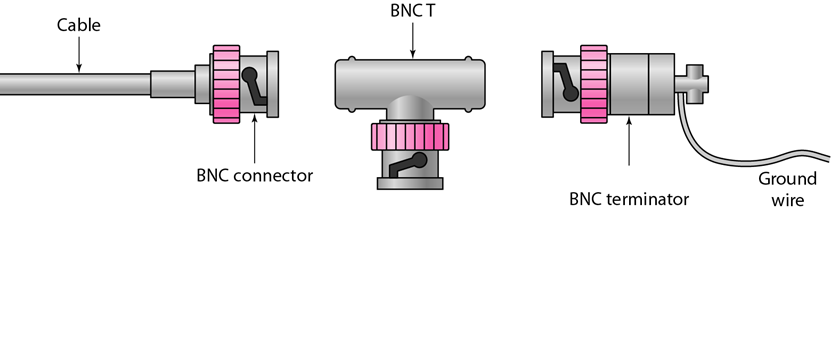 Cable
BNC T
BNC connector
BNC terminator
Ground
wire